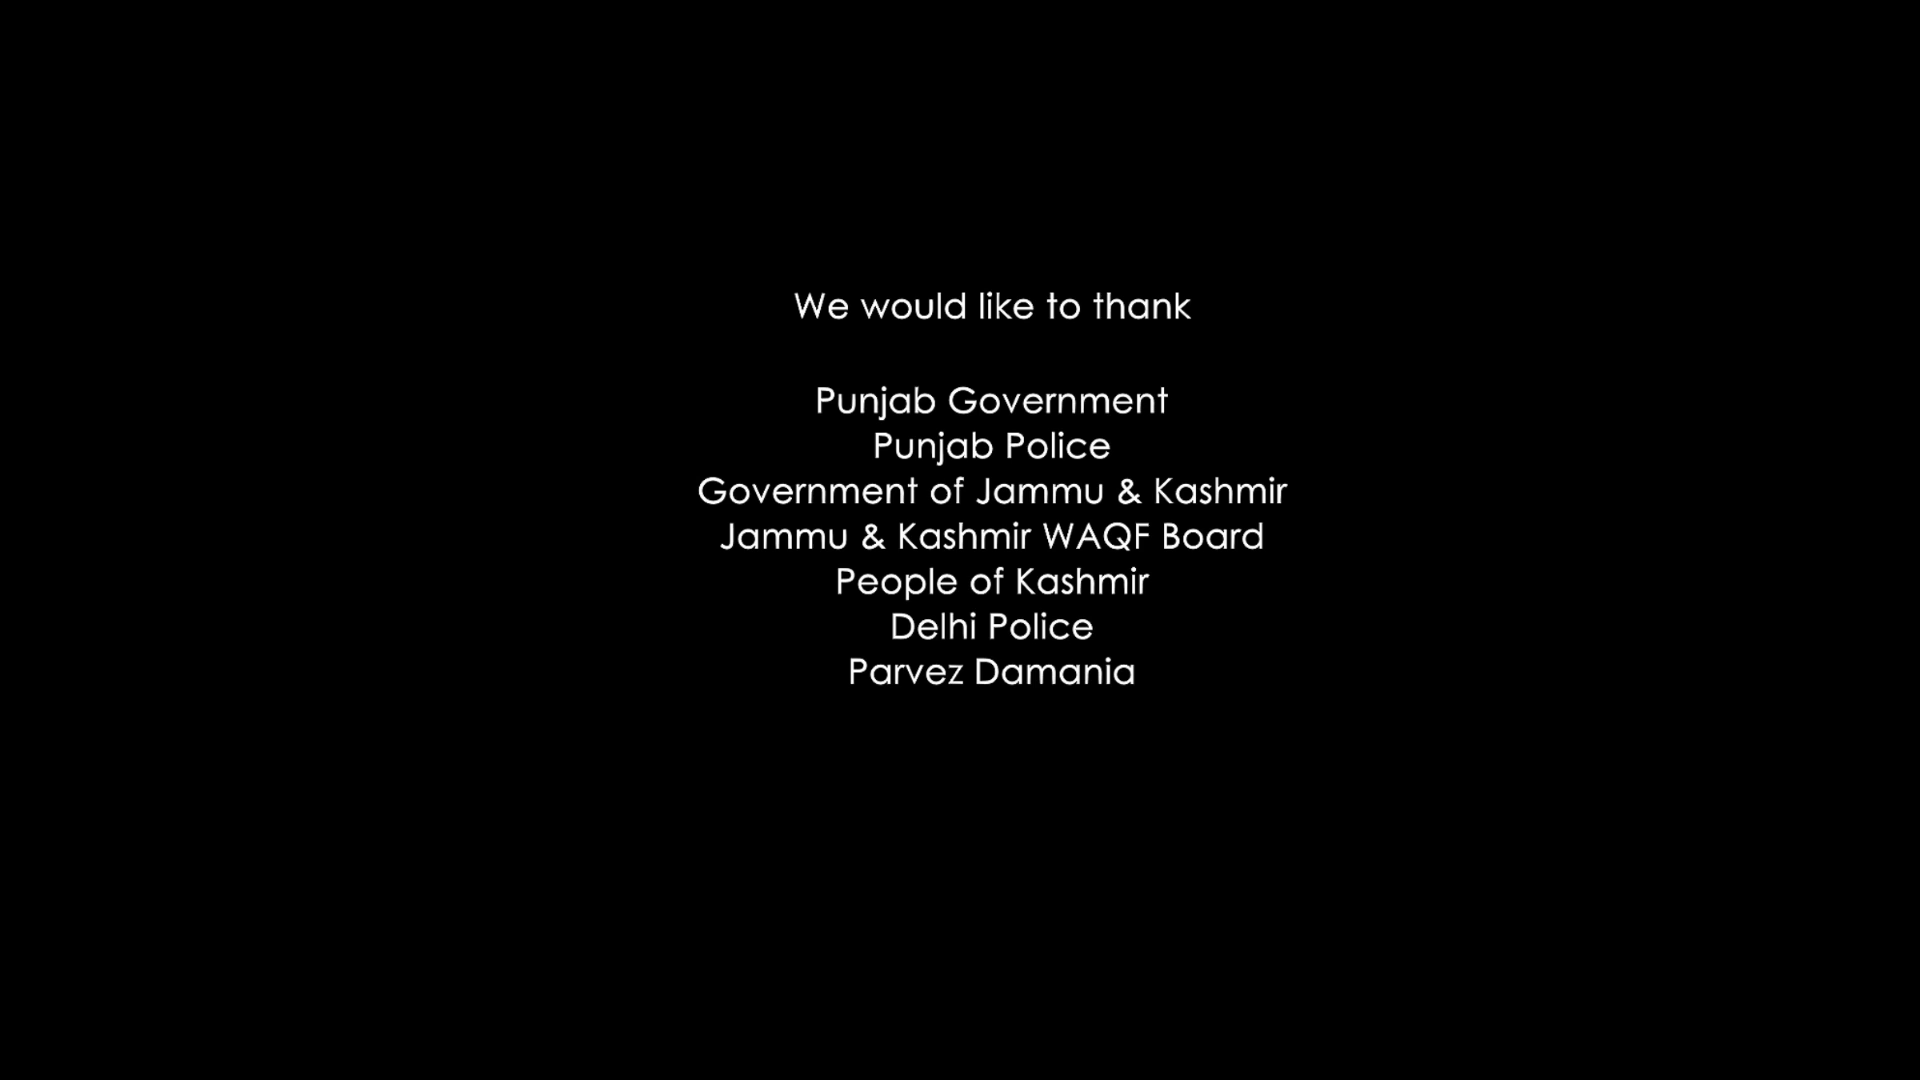 We would like to thank
Punjab Government
Punjab Police
Government of Jammu & Kashmir
Jammu & Kashmir WAQF Board
People of Kashmir
Delhi Police
Parvez Damania